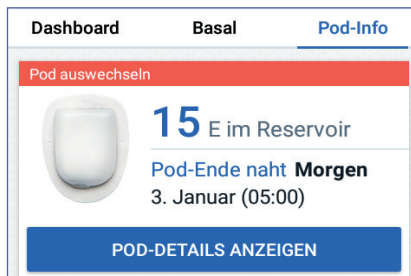 Dashboard Basal Pod-Info
Pod auswechseln
15 E im Reservoir
Pod-Ende naht Morgen
3. Januar (05:00)
POD-DETAILS ANZEIGEN